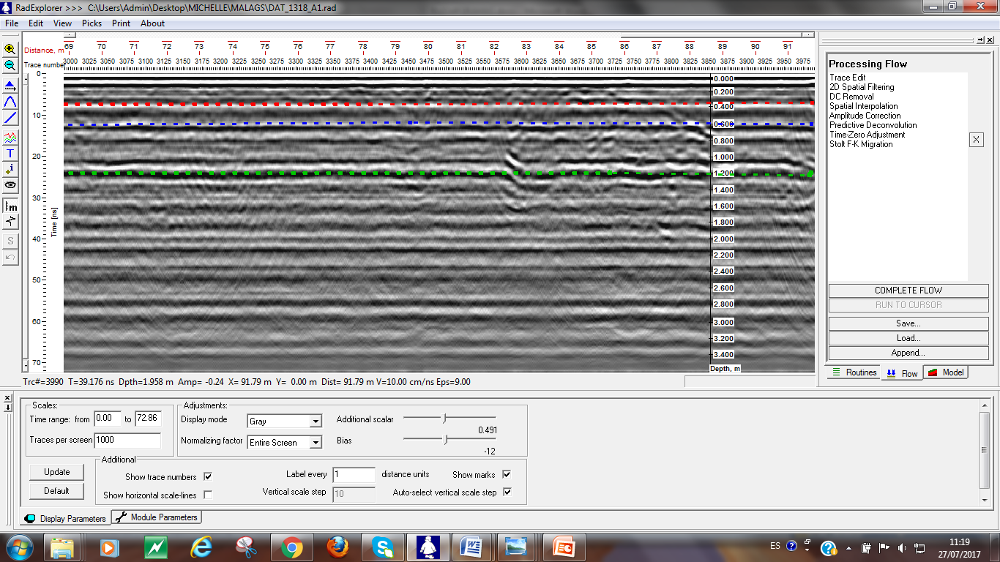 RadExplorer >>> C:\Users\Admin\Desktop\MICHELLE\MALAGS\DAT_1318_A1.rad
File Edit View Picks Print About
Distance, m 69 70 71 72 73 74 75 76 77 78 79 80 81 82 83 84 85 86 87 88 89 90 91
Trace number 3000 3025 3050 3075 3100 3125 3150 3175 3200 3225 3250 3275 3300 3325 3350 3375 3400 3425 3450 3475 3500 3525 3550 3575 3600 3625 3650 3675 3700 3725 3750 3775 3800 3825 3850 3875 3900 3925 3950 3975
0
10
20
30
40
50
60
70
Time [ns]
0.000
0.200
0.400
0.600
0.800
1.000
1.200
1.400
1.600
1.800
2.000
2.200
2.400
2.600
2.800
3.000
3.200
3.400
Depth, m
T
i
m
S
Trc#=3990 T=39.176 ns Dpth=1.958 m Amp= -0.24 X= 91.79 m Y= 0.00 m Dist= 91.79 m V=10.00 cm/ns Eps=9.00
Processing Flow
Trace Edit
2D Spatial Filtering
DC Removal
Spatial Interpolation
Amplitude Correction
Predictive Deconvolution
Time-Zero Adjustment
Stolt F-K Migration
X
COMPLETE FLOW
RUN TO CURSOR
Save...
Load...
Append...
Routines Flow Model
Scales:
Time range: from 0.00 to 72.86
Traces per screen 1000
Adjustments:
Display mode Gray Additional scalar
0.491
Normalizing factor Entire Screen Bias
-12
Update
Default
Additional
Show trace numbers Label every 1 distance units Show marks
Show horizontal scale-lines Vertical scale step 10 Auto-select vertical scale step
Display Parameters Module Parameters
ES 11:19
27/07/2017